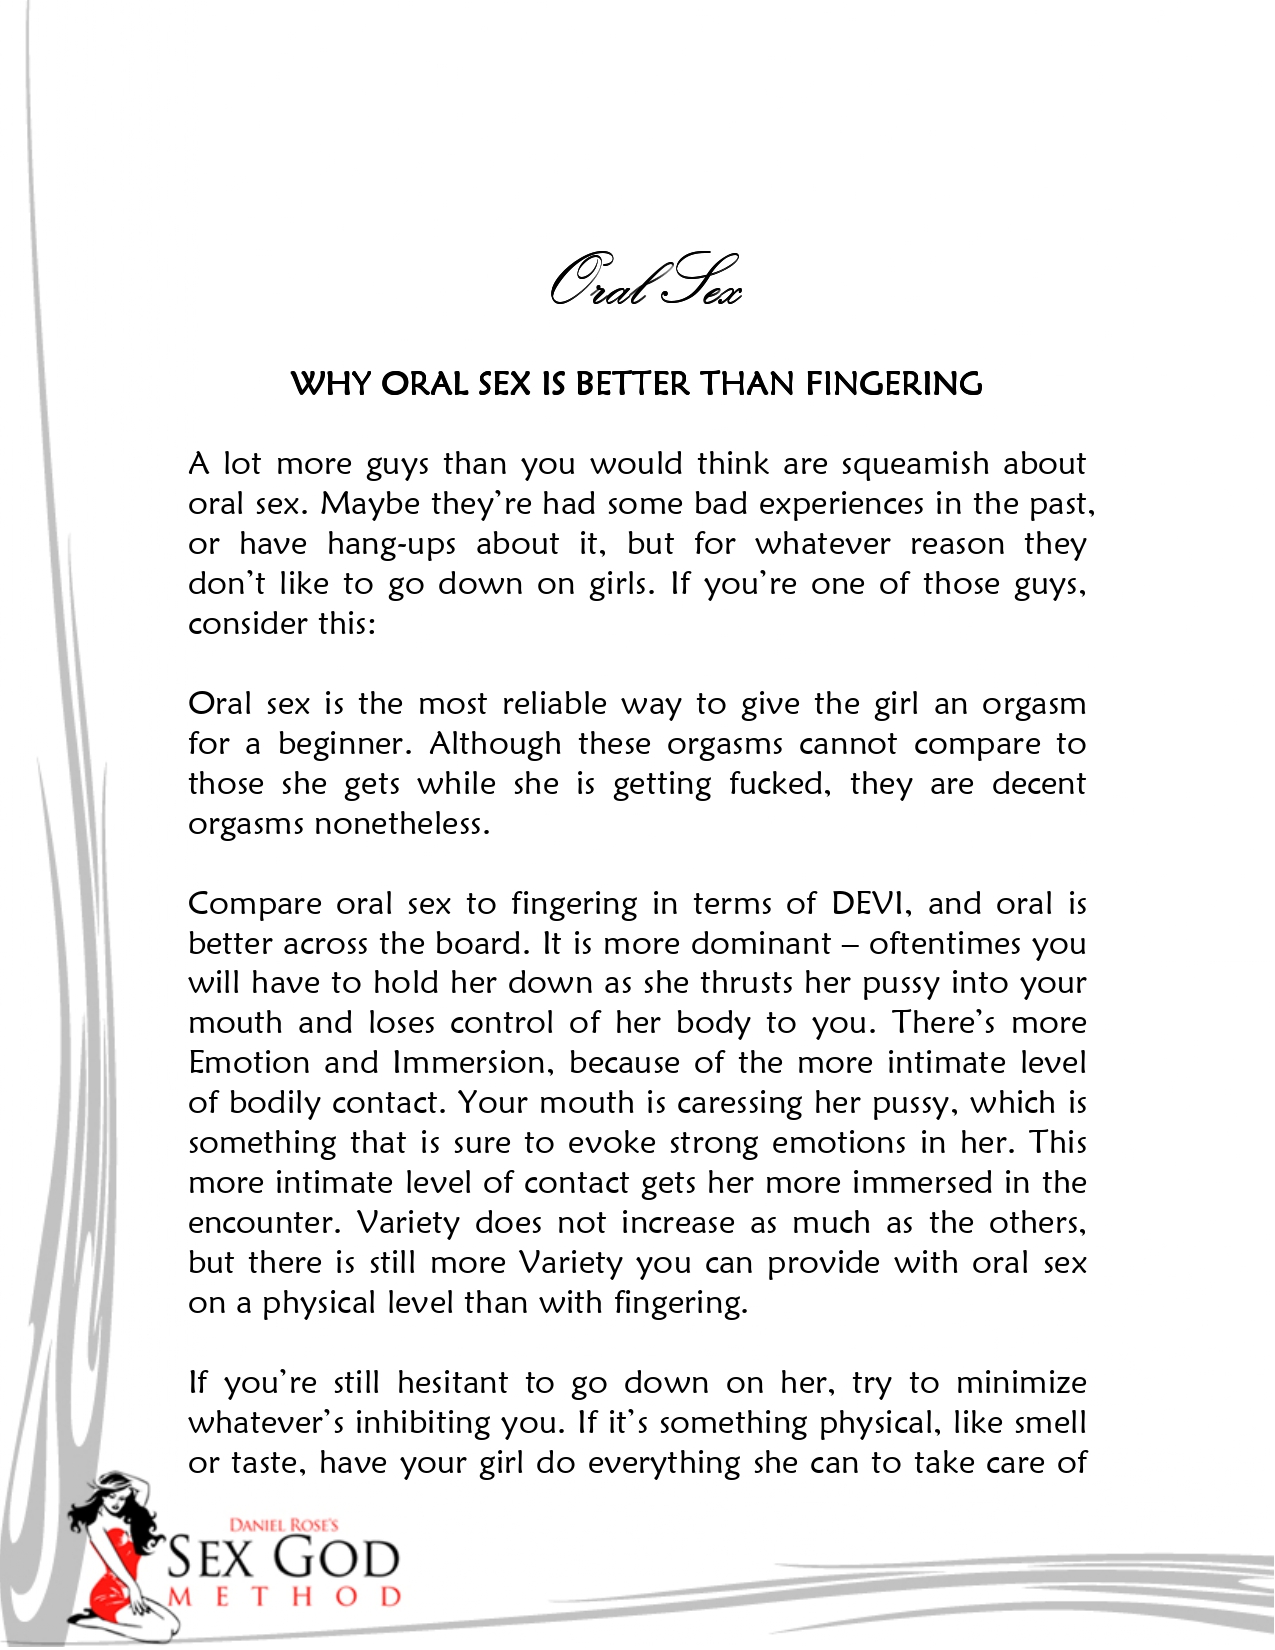 Oral Sex
WHY ORAL SEX IS BETTER THAN FINGERING
A lot more guys than you would think are squeamish about
oral sex. Maybe they're had some bad experiences in the past,
or have hang-ups about it, but for whatever reason they
don't like to go down on girls. If you're one of those guys,
consider this:
Oral sex is the most reliable way to give the girl an orgasm
for a beginner. Although these orgasms cannot compare to
those she gets while she is getting fucked, they are decent
orgasms nonetheless.
Compare oral sex to fingering in terms of DEVI, and oral is
better across the board. It is more dominant – oftentimes you
will have to hold her down as she thrusts her pussy into your
mouth and loses control of her body to you. There's more
Emotion and Immersion, because of the more intimate level
of bodily contact. Your mouth is caressing her pussy, which is
something that is sure to evoke strong emotions in her. This
more intimate level of contact gets her more immersed in the
encounter. Variety does not increase as much as the others,
but there is still more Variety you can provide with oral sex
on a physical level than with fingering.
If you're still hesitant to go down on her, try to minimize
whatever's inhibiting you. If it's something physical, like smell
or taste, have your girl do everything she can to take care of
DANIEL ROSE'S
SEX GOD
METHOD